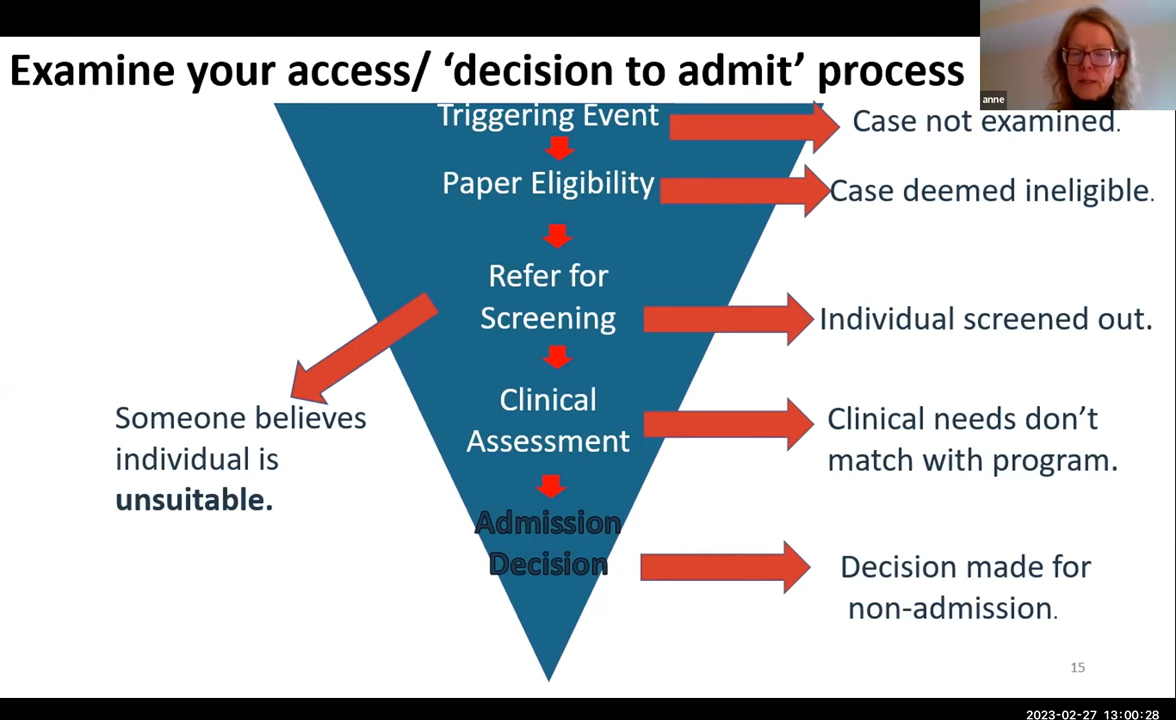 Examine your access/ ‘decision to admit’ process
anne
Triggering Event
Case not examined.
Paper Eligibility
Case deemed ineligible.
Refer for
Screening
Individual screened out.
Someone believes
individual is
unsuitable.
Clinical
Assessment
Clinical needs don’t
match with program.
Admission
Decision
Decision made for
non-admission.
15
2023-02-27 13:00:28